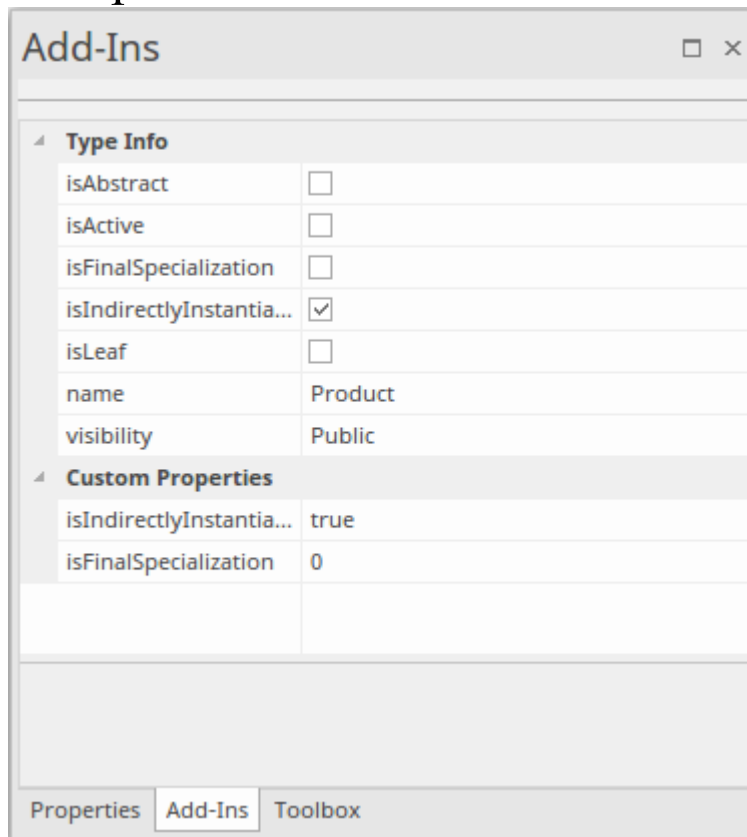 Add-Ins
Type Info
isAbstract
isActive
isFinalSpecialization
isIndirectlyInstantia...
isLeaf
name Product
visibility Public
Custom Properties
isIndirectlyInstantia... true
isFinalSpecialization 0
Properties Add-Ins Toolbox